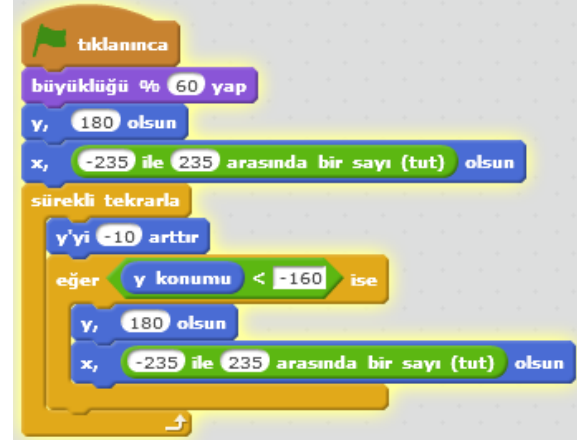 tıklanınca
büyüklüğü % 60 yap
y, 180 olsun
x, -235 ile 235 arasında bir sayı (tut) olsun
sürekli tekrarla
y'yi -10 arttır
eğer y konumu < -160 ise
y, 180 olsun
x, -235 ile 235 arasında bir sayı (tut) olsun